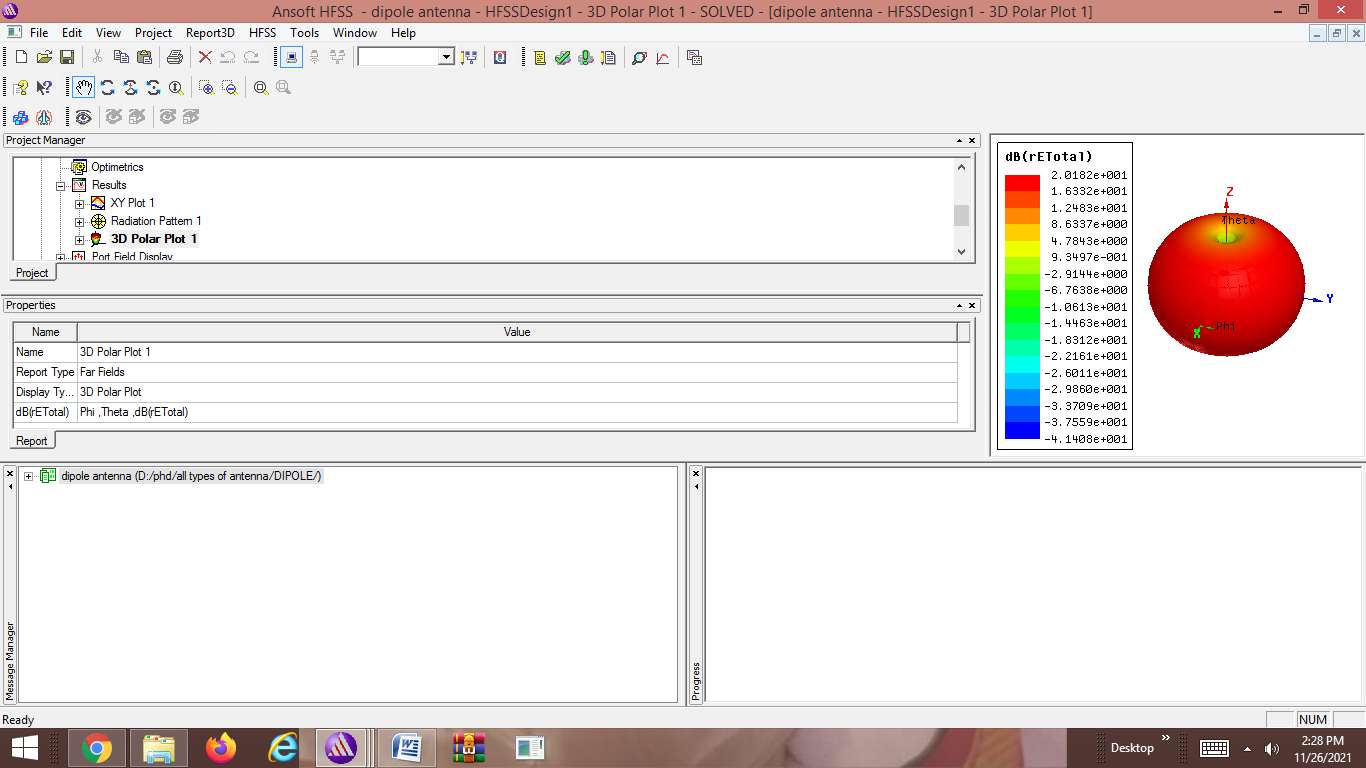 Ansoft HFSS - dipole antenna - HFSSDesign1 - 3D Polar Plot 1 - SOLVED - [dipole antenna - HFSSDesign1 - 3D Polar Plot 1]
File Edit View Project Report3D HFSS Tools Window Help
Project Manager
Optimetrics
Results
XY Plot 1
Radiation Pattern 1
3D Polar Plot 1
Port Field Display
Project
Properties
Name Value
Name 3D Polar Plot 1
Report Type Far Fields
Display Ty... 3D Polar Plot
dB(rETotal) Phi ,Theta ,dB(rETotal)
Report
dB(rETotal)
2.0182e+001
1.6332e+001
1.2483e+001
8.6337e+000
4.7843e+000
9.3497e-001
-2.9144e+000
-6.7638e+000
-1.0613e+001
-1.4463e+001
-1.8312e+001
-2.2161e+001
-2.6011e+001
-2.9860e+001
-3.3709e+001
-3.7559e+001
-4.1408e+001
Z
Theta
Y
Phi
X
dipole antenna (D:/phd/all types of antenna/DIPOLE/)
Message Manager
Progress
Ready
NUM
Desktop
2:28 PM
11/26/2021